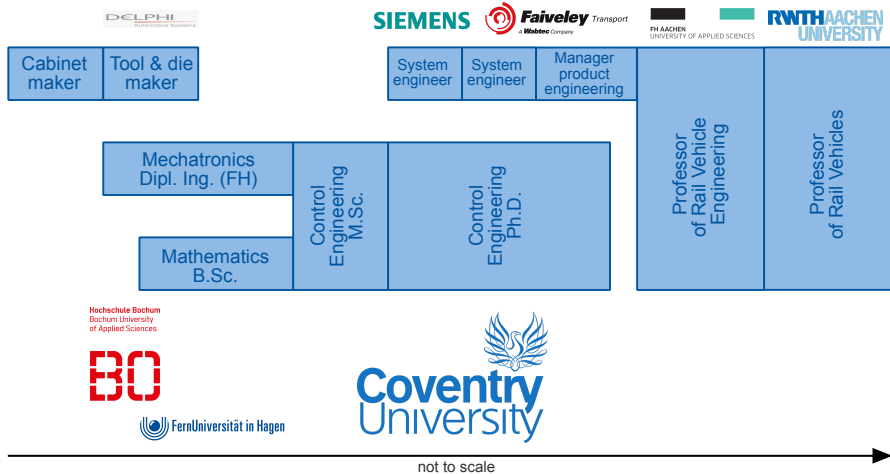 DELPHI
Automotive Systems
SIEMENS
Faiveley Transport
A Wabtec Company
FH AACHEN
UNIVERSITY OF APPLIED SCIENCES
RWTHAACHEN
UNIVERSITY
Cabinet
maker
Tool & die
maker
System
engineer
System
engineer
Manager
product
engineering
Professor
of Rail Vehicle
Engineering
Professor
of Rail Vehicles
Mechatronics
Dipl. Ing. (FH)
Control
Engineering
M.Sc.
Control
Engineering
Ph.D.
Mathematics
B.Sc.
Hochschule Bochum
Bochum University
of Applied Sciences
BO
FernUniversität in Hagen
Coventry
University
not to scale